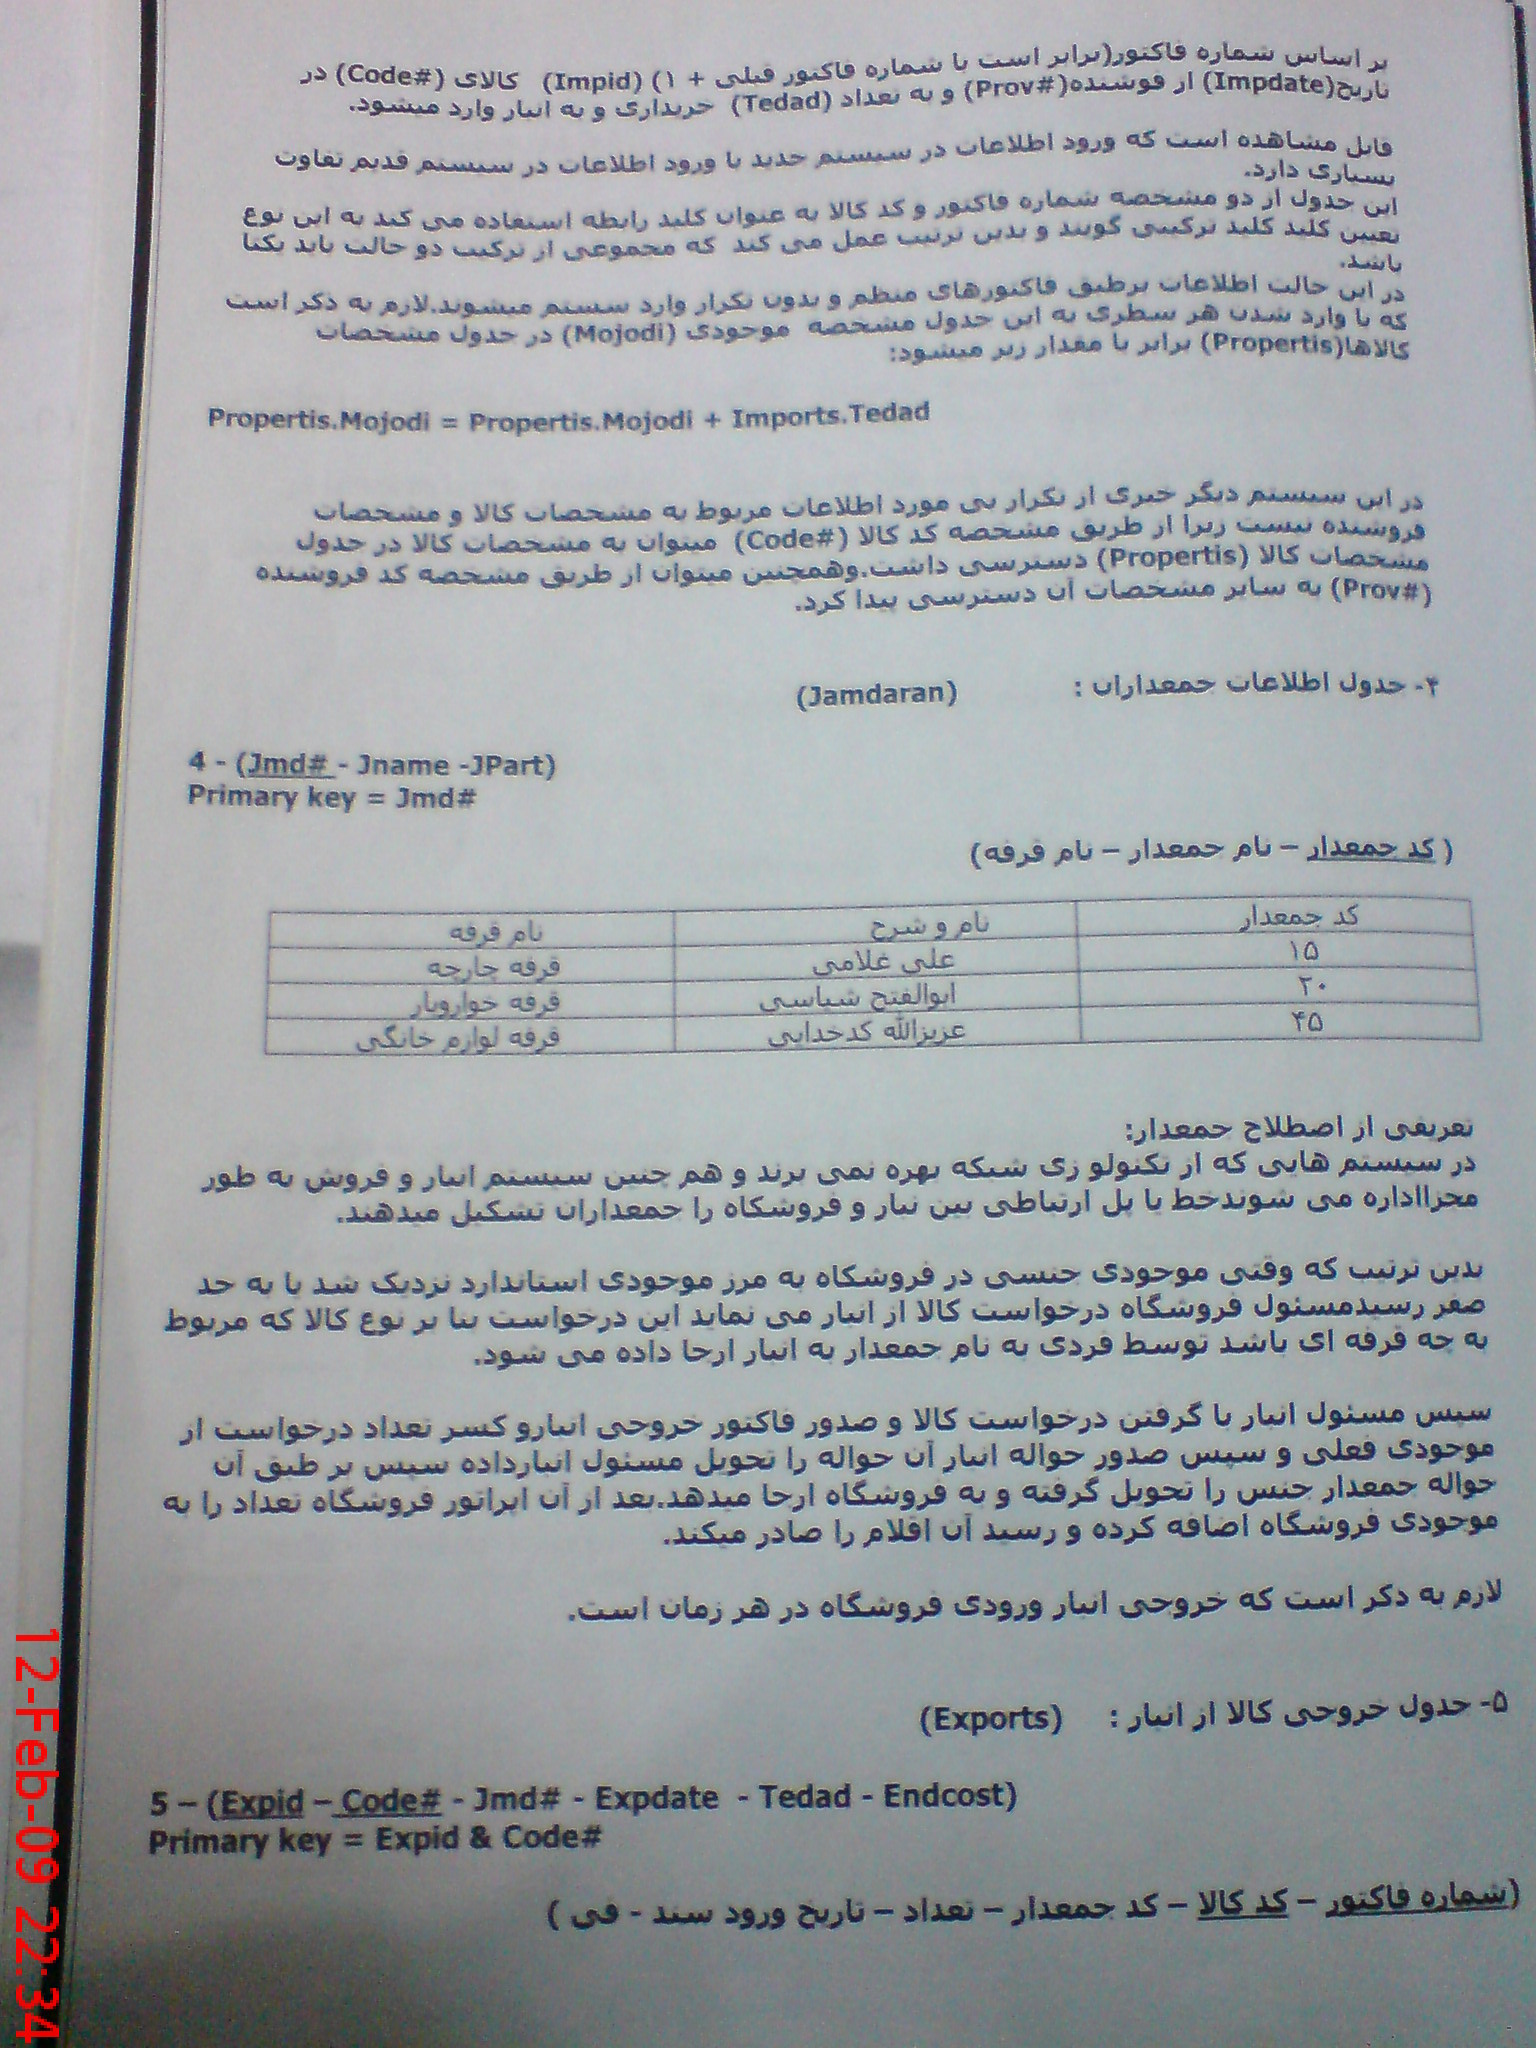 بر اساس شماره فاکتور(برابر است با شماره فاکتور قبلی + ۱) (Impid) کالای (Code#) در
تاریخ(Impdate) از فوشنده(Prov#) و به تعداد (Tedad) خریداری و به انبار وارد میشود.
قابل مشاهده است که ورود اطلاعات در سیستم جدید با ورود اطلاعات در سیستم قدیم تفاوت
بسیاری دارد.
این جدول از دو مشخصه شماره فاکتور و کد کالا به عنوان کلید رابطه استفاده می کند به این نوع
تعیین کلید کلید ترکیبی گویند و بدین ترتیب عمل می کند که مجموعی از ترکیب دو حالت باید یکتا
باشد.
در این حالت اطلاعات برطبق فاکتورهای منظم و بدون تکرار وارد سستم میشوند.لازم به ذکر است
که با وارد شدن هر سطری به این جدول مشخصه موجودی (Mojodi) در جدول مشخصات
کالاها(Propertis) برابر با مقدار زیر میشود:
Propertis.Mojodi = Propertis.Mojodi + Imports.Tedad
در این سیستم دیگر خبری از تکرار بی مورد اطلاعات مربوط به مشخصات کالا و مشخصات
فروشنده نیست زیرا از طریق مشخصه کد کالا (Code#) میتوان به مشخصات کالا در جدول
مشخصات کالا (Propertis) دسترسی داشت.وهمچنین میتوان از طریق مشخصه کد فروشنده
(Prov#) به سایر مشخصات آن دسترسی پیدا کرد.
۴- جدول اطلاعات جمعداران : (Jamdaran)
4 - (Jmd# - Jname -JPart)
Primary key = Jmd#
( کد جمعدار – نام جمعدار – نام قرفه)
کد جمعدار نام و شرح نام قرفه
۱۵ علی غلامی قرفه پارچه
۲۰ ابوالفتح شباسی قرفه خواروبار
۴۵ عزیزالله کدخدایی قرفه لوازم خانگی
تعریفی از اصطلاح جمعدار:
در سیستم هایی که از تکنولو زی شبکه بهره نمی برند و هم چنین سیستم انبار و فروش به طور
مجزااداره می شوندخط یا پل ارتباطی بین نبار و فروشکاه را جمعداران تشکیل میدهند.
بدین ترتیب که وقتی موجودی جنسی در فروشکاه به مرز موجودی استاندارد نزدیک شد یا به حد
صفر رسیدمسئول فروشگاه درخواست کالا از انبار می نماید این درخواست بنا بر نوع کالا که مربوط
به چه قرفه ای باشد توسط فردی به نام جمعدار به انبار ارجا داده می شود.
سپس مسئول انبار با گرفتن درخواست کالا و صدور فاکتور خروجی انبارو کسر تعداد درخواست از
موجودی فعلی و سپس صدور حواله انبار آن حواله را تحویل مسئول انبارداده سپس بر طبق آن
حواله جمعدار جنس را تحویل گرفته و به فروشگاه ارجا میدهد.بعد از آن اپراتور فروشگاه تعداد را به
موجودی فروشگاه اضافه کرده و رسید آن اقلام را صادر میکند.
لازم به ذکر است که خروجی انبار ورودی فروشگاه در هر زمان است.
۵- جدول خروجی کالا از انبار : (Exports)
5 – (Expid – Code# - Jmd# - Expdate - Tedad - Endcost)
Primary key = Expid & Code#
(شماره فاکتور – کد کالا – کد جمعدار – تعداد – تاریخ ورود سند - فی )
12-Feb-09 22:34